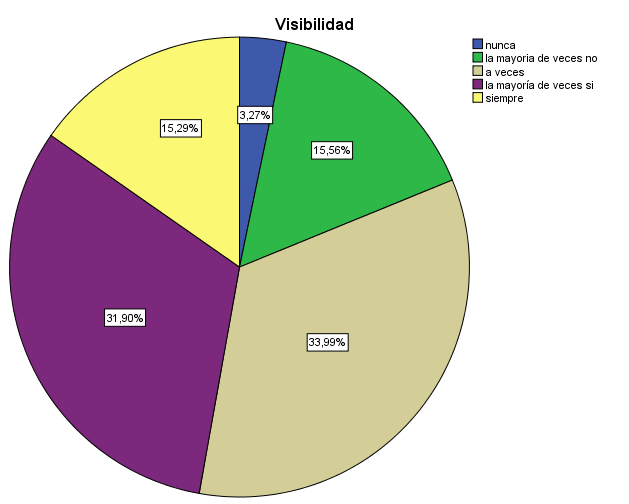 Visibilidad
nunca
la mayoria de veces no
a veces
la mayoría de veces si
siempre
3,27%
15,29%
15,56%
31,90%
33,99%